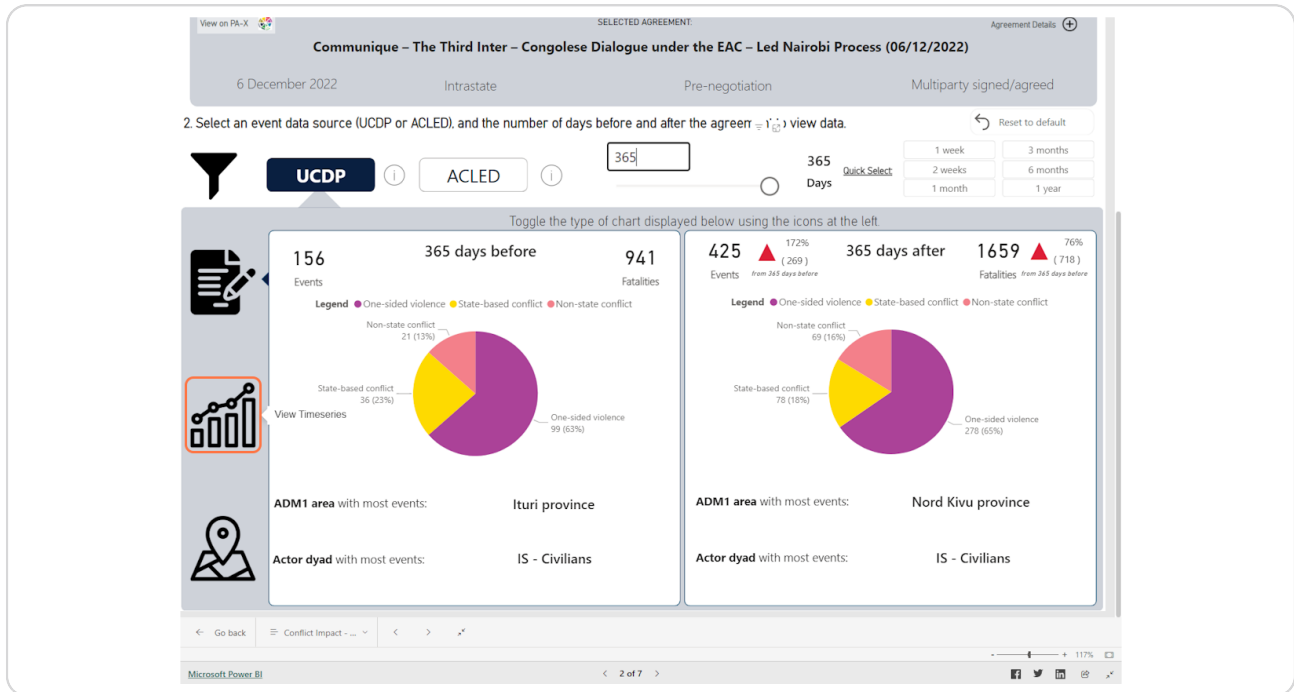 View on PA-X
SELECTED AGREEMENT:
Agreement Details
Communique – The Third Inter – Congolese Dialogue under the EAC – Led Nairobi Process (06/12/2022)
6 December 2022
Intrastate
Pre-negotiation
Multiparty signed/agreed
2. Select an event data source (UCDP or ACLED), and the number of days before and after the agreem view data.
Reset to default
UCDP
ACLED
365
365
Days
Quick Select
1 week
3 months
2 weeks
6 months
1 month
1 year
Toggle the type of chart displayed below using the icons at the left.
156
Events
365 days before
941
Fatalities
Legend One-sided violence State-based conflict Non-state conflict
Non-state conflict
21 (13%)
State-based conflict
36 (23%)
One-sided violence
99 (63%)
ADM1 area with most events:
Ituri province
Actor dyad with most events:
IS - Civilians
425
Events
172%
( 269 )
from 365 days before
365 days after
1659
Fatalities
76%
( 718 )
from 365 days before
Legend One-sided violence State-based conflict Non-state conflict
Non-state conflict
69 (16%)
State-based conflict
78 (18%)
One-sided violence
278 (65%)
ADM1 area with most events:
Nord Kivu province
Actor dyad with most events:
IS - Civilians
View Timeseries
Go back
Conflict Impact - ...
117%
Microsoft Power BI
2 of 7